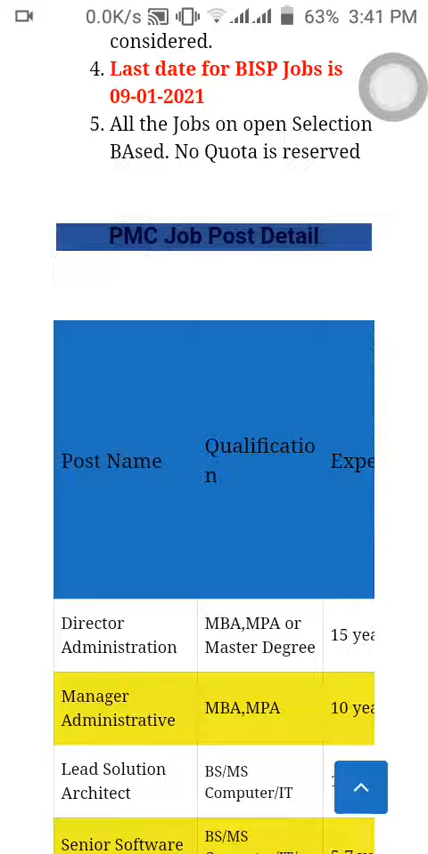 0.0K/s 63% 3:41 PM
considered.
4. Last date for BISP Jobs is
09-01-2021
5. All the Jobs on open Selection
BAsed. No Quota is reserved
PMC Job Post Detail
Post Name
Qualificatio
n
Expe
Director
Administration
MBA,MPA or
Master Degree
15 yea
Manager
Administrative
MBA,MPA
10 yea
Lead Solution
Architect
BS/MS
Computer/IT
Senior Software
BS/MS